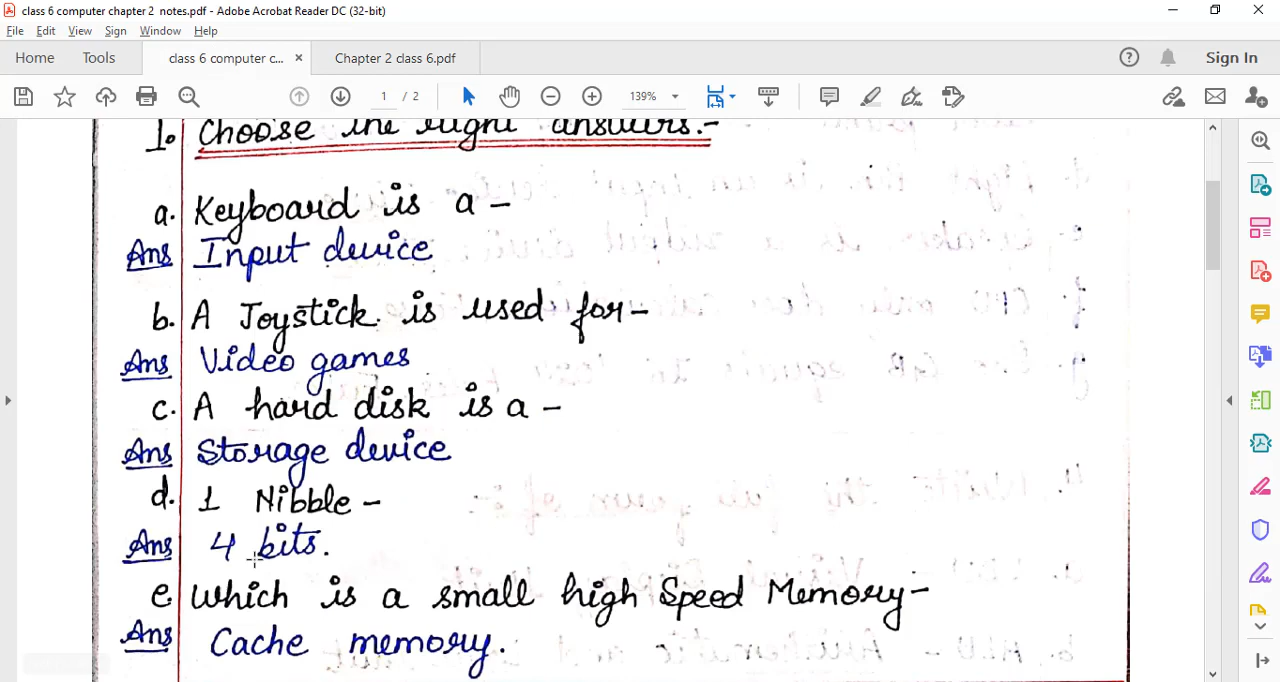 class 6 computer chapter 2 notes.pdf - Adobe Acrobat Reader DC (32-bit)
File Edit View Sign Window Help
Home Tools class 6 computer c... × Chapter 2 class 6.pdf Sign In
1 / 2 139%
1. Choose the right answers.-
a. Keyboard is a -
Ans Input device
b. A Joystick is used for-
Ans Video games
c. A hard disk is a -
Ans Storage device
d. 1 Nibble -
Ans 4 bits.
e. Which is a small high Speed Memory-
Ans Cache memory.